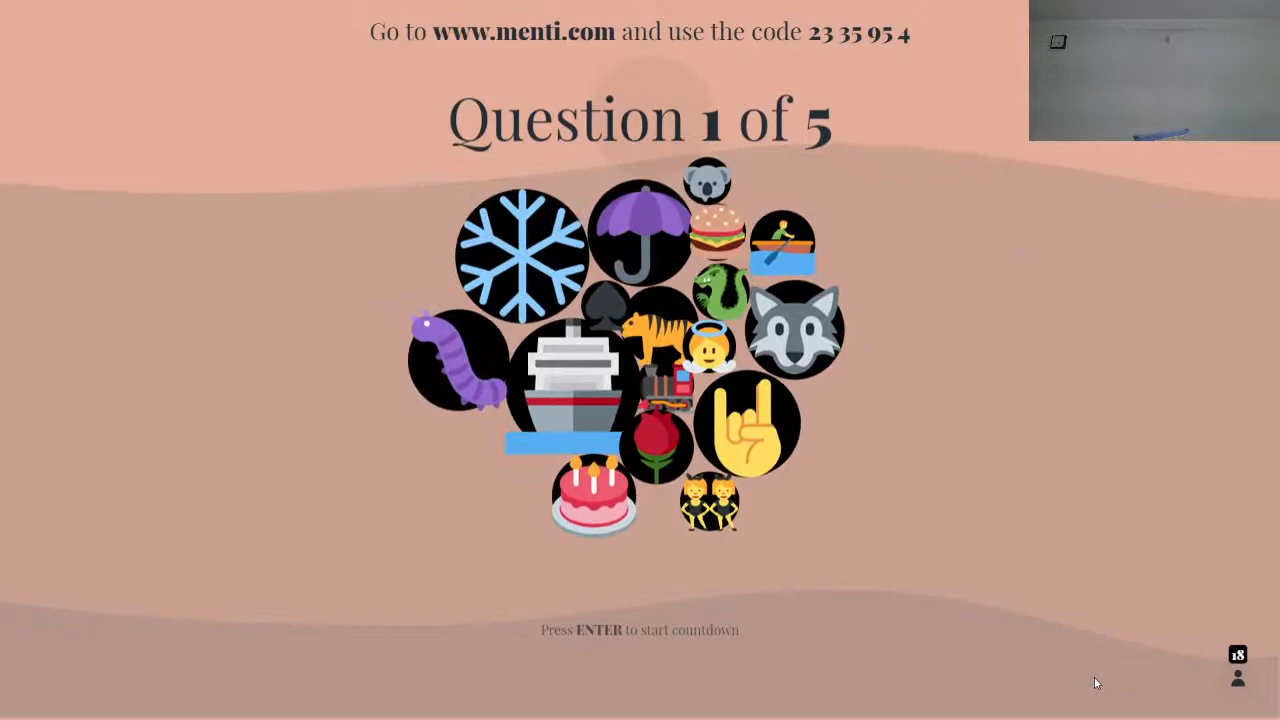 Go to www.menti.com and use the code 23 35 95 4
Question 1 of 5
Press ENTER to start countdown
18